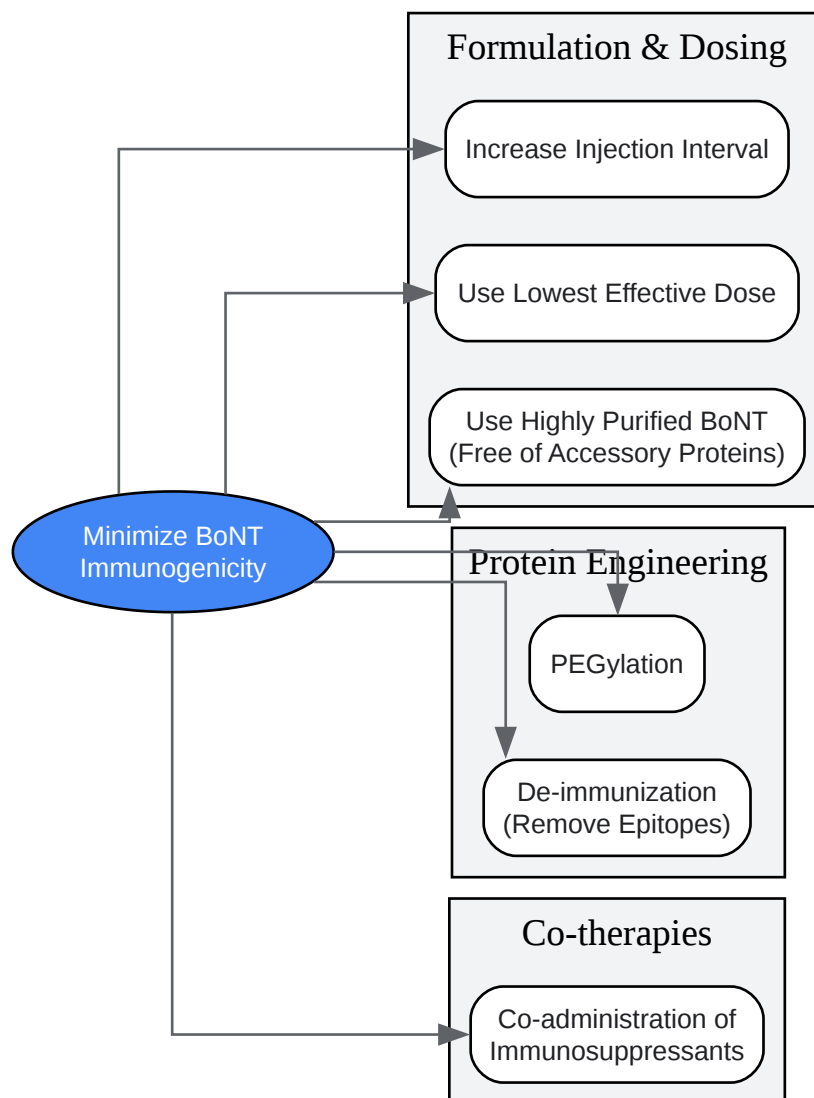 Formulation & Dosing
Increase Injection Interval
Use Lowest Effective Dose
Use Highly Purified BoNT
(Free of Accessory Proteins)
Minimize BoNT
Immunogenicity
Protein Engineering
PEGylation
De-immunization
(Remove Epitopes)
Co-therapies
Co-administration of
Immunosuppressants